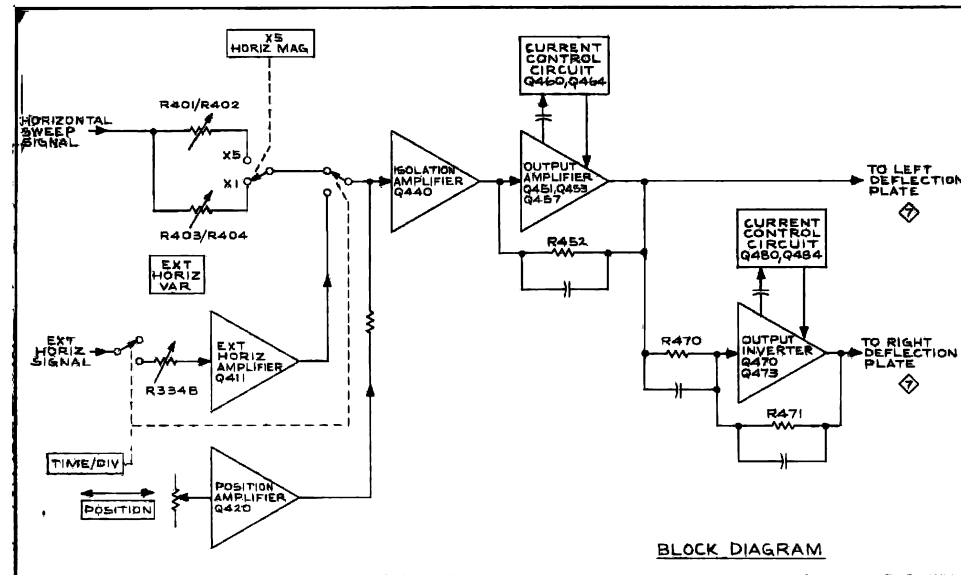 X5
HORIZ MAG
CURRENT
CONTROL
CIRCUIT
Q460, Q464
R401/R402
HORIZONTAL
SWEEP
SIGNAL
X5
X1
ISOLATION
AMPLIFIER
Q440
OUTPUT
AMPLIFIER
Q451, Q453
Q457
TO LEFT
DEFLECTION
PLATE
7
R403/R404
R452
CURRENT
CONTROL
CIRCUIT
Q480, Q484
EXT
HORIZ
VAR
EXT
HORIZ
SIGNAL
R334B
EXT
HORIZ
AMPLIFIER
Q411
R470
OUTPUT
INVERTER
Q470
Q473
TO RIGHT
DEFLECTION
PLATE
7
R471
TIME/DIV
POSITION
POSITION
AMPLIFIER
Q420
BLOCK DIAGRAM